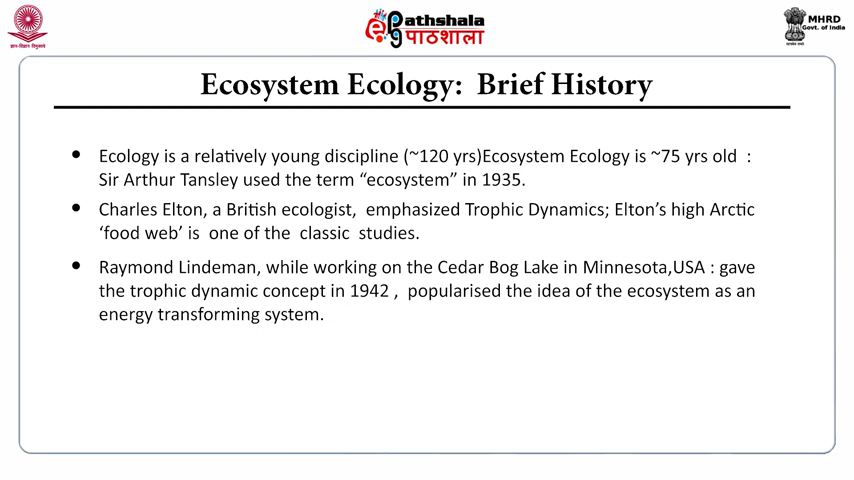 ज्ञान-विज्ञान विमुक्तये
ePathshala
पाठशाला
MHRD
Govt. of India
Ecosystem Ecology: Brief History
• Ecology is a relatively young discipline (~120 yrs)Ecosystem Ecology is ~75 yrs old :
Sir Arthur Tansley used the term “ecosystem” in 1935.
• Charles Elton, a British ecologist, emphasized Trophic Dynamics; Elton’s high Arctic
‘food web’ is one of the classic studies.
• Raymond Lindeman, while working on the Cedar Bog Lake in Minnesota,USA : gave
the trophic dynamic concept in 1942 , popularised the idea of the ecosystem as an
energy transforming system.